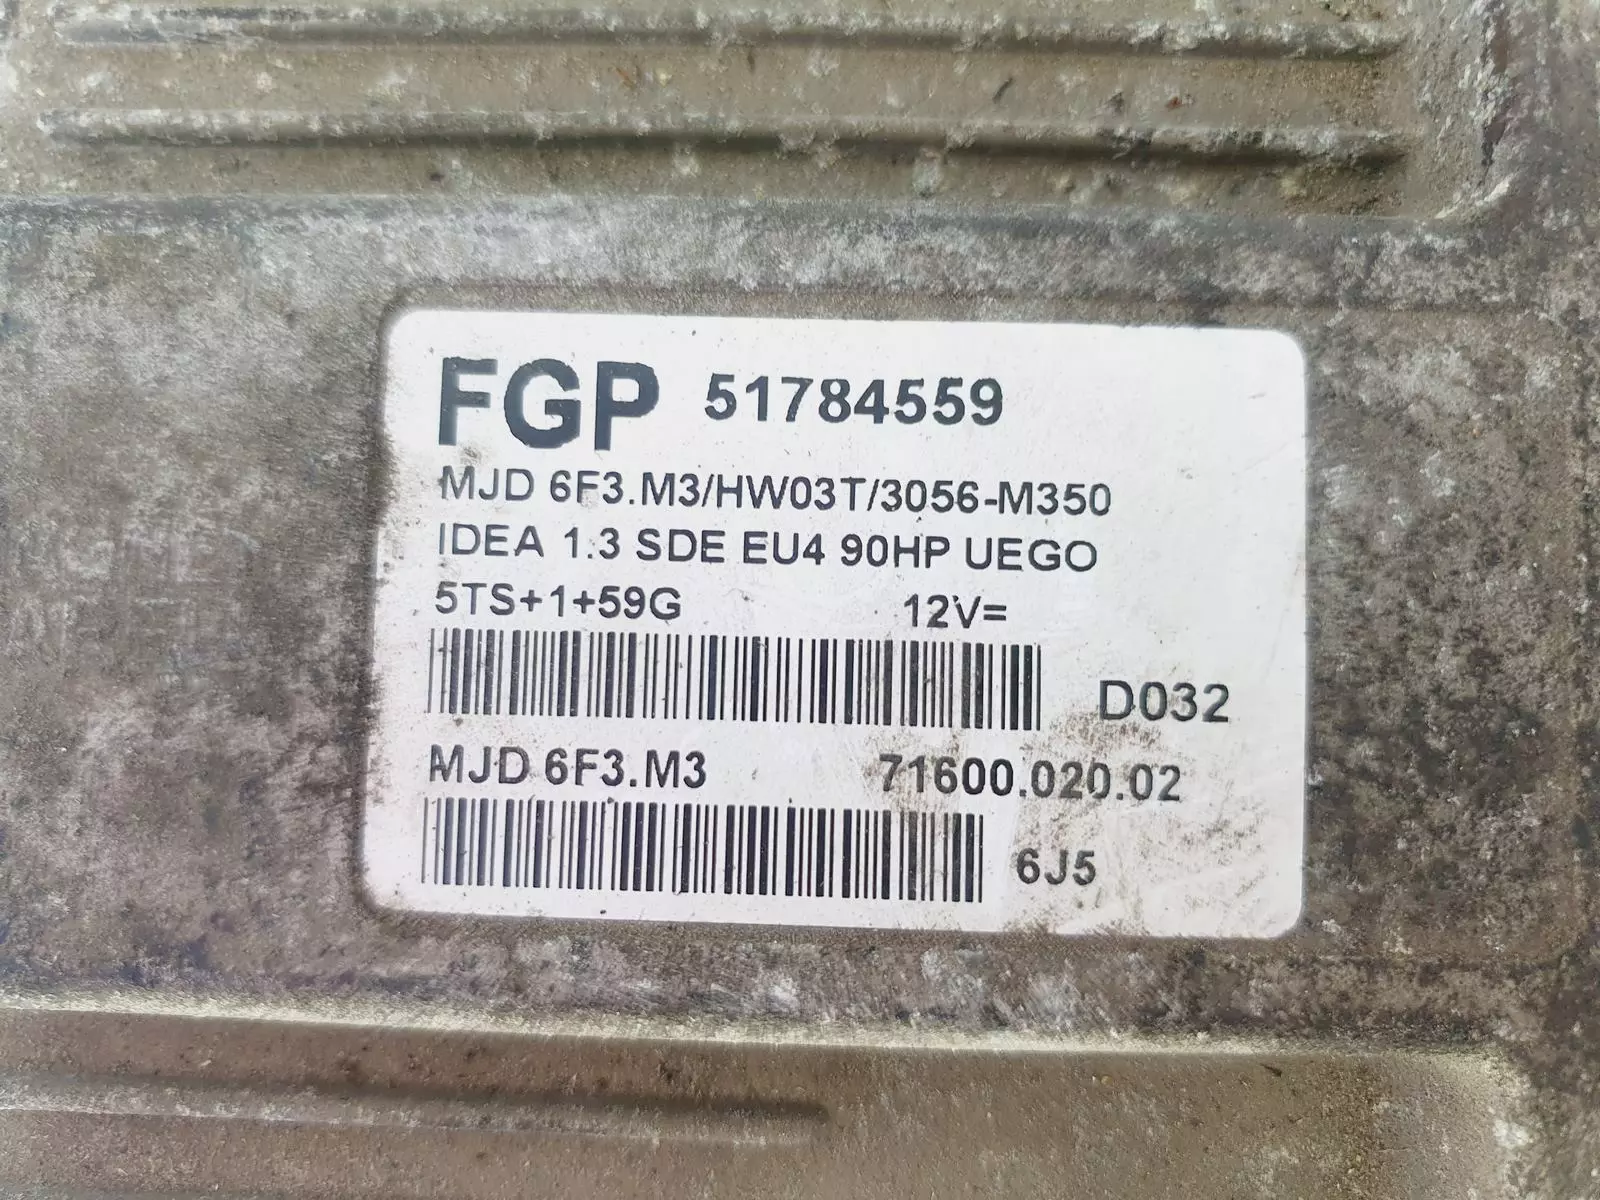 FGP 51784559
MJD 6F3.M3/HW03T/3056-M350
IDEA 1.3 SDE EU4 90HP UEGO
5TS+1+59G 12V=
D032
MJD 6F3.M3 71600.020.02
6J5